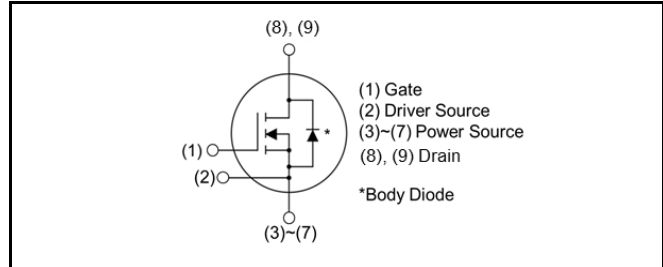 (8), (9)
(1) Gate
(2) Driver Source
(3)~(7) Power Source
(8), (9) Drain
*
(1)
(2)
*Body Diode
(3)~(7)